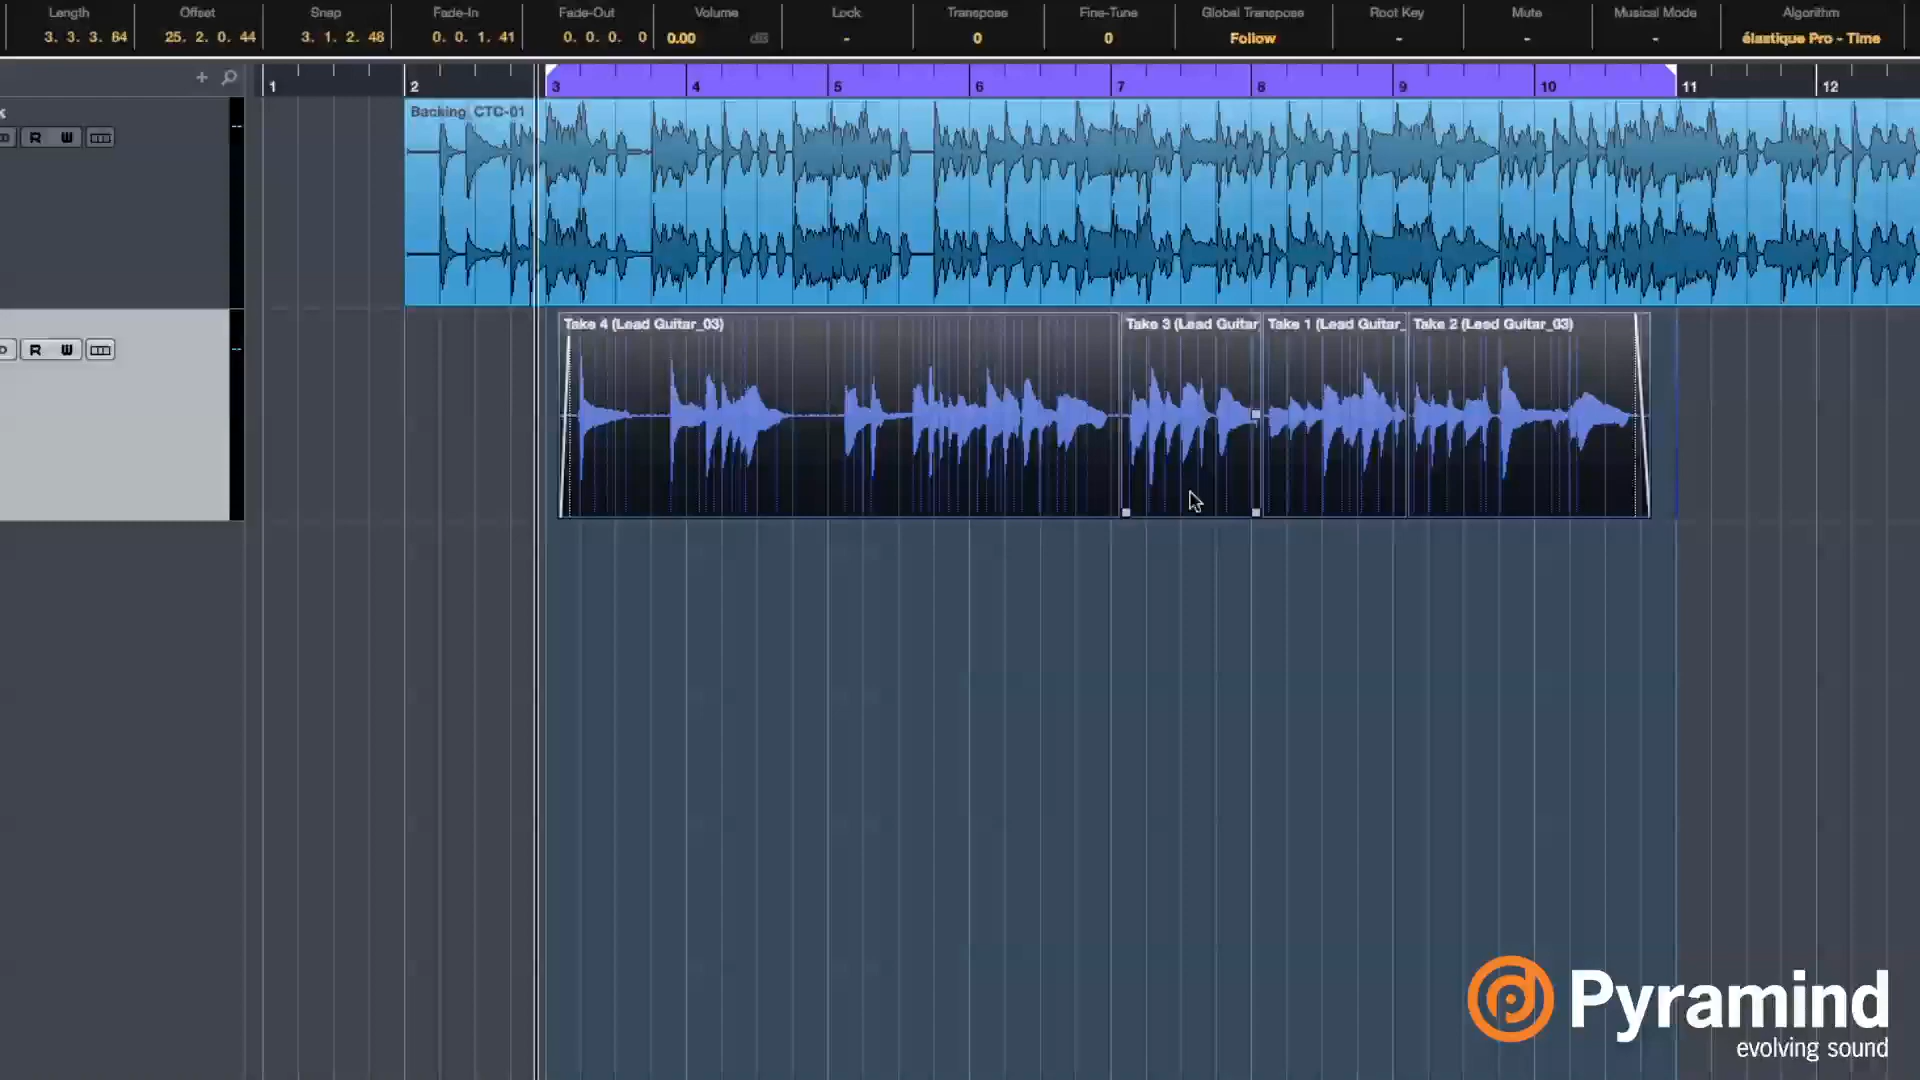 Length Offset Snap Fade-In Fade-Out Volume Lock Transpose Fine-Tune Global Transpose Root Key Mute Musical Mode Algorithm
3. 3. 3. 64 25. 2. 0. 44 3. 1. 2. 48 0. 0. 1. 41 0. 0. 0. 0 0.00 dB - 0 0 Follow - - - élastique Pro - Time
1 2 3 4 5 6 7 8 9 10 11 12
Backing_CTC-01
R W
Take 4 (Lead Guitar_03) Take 3 (Lead Guitar Take 1 (Lead Guitar_ Take 2 (Lead Guitar_03)
R W
Pyramind
evolving sound